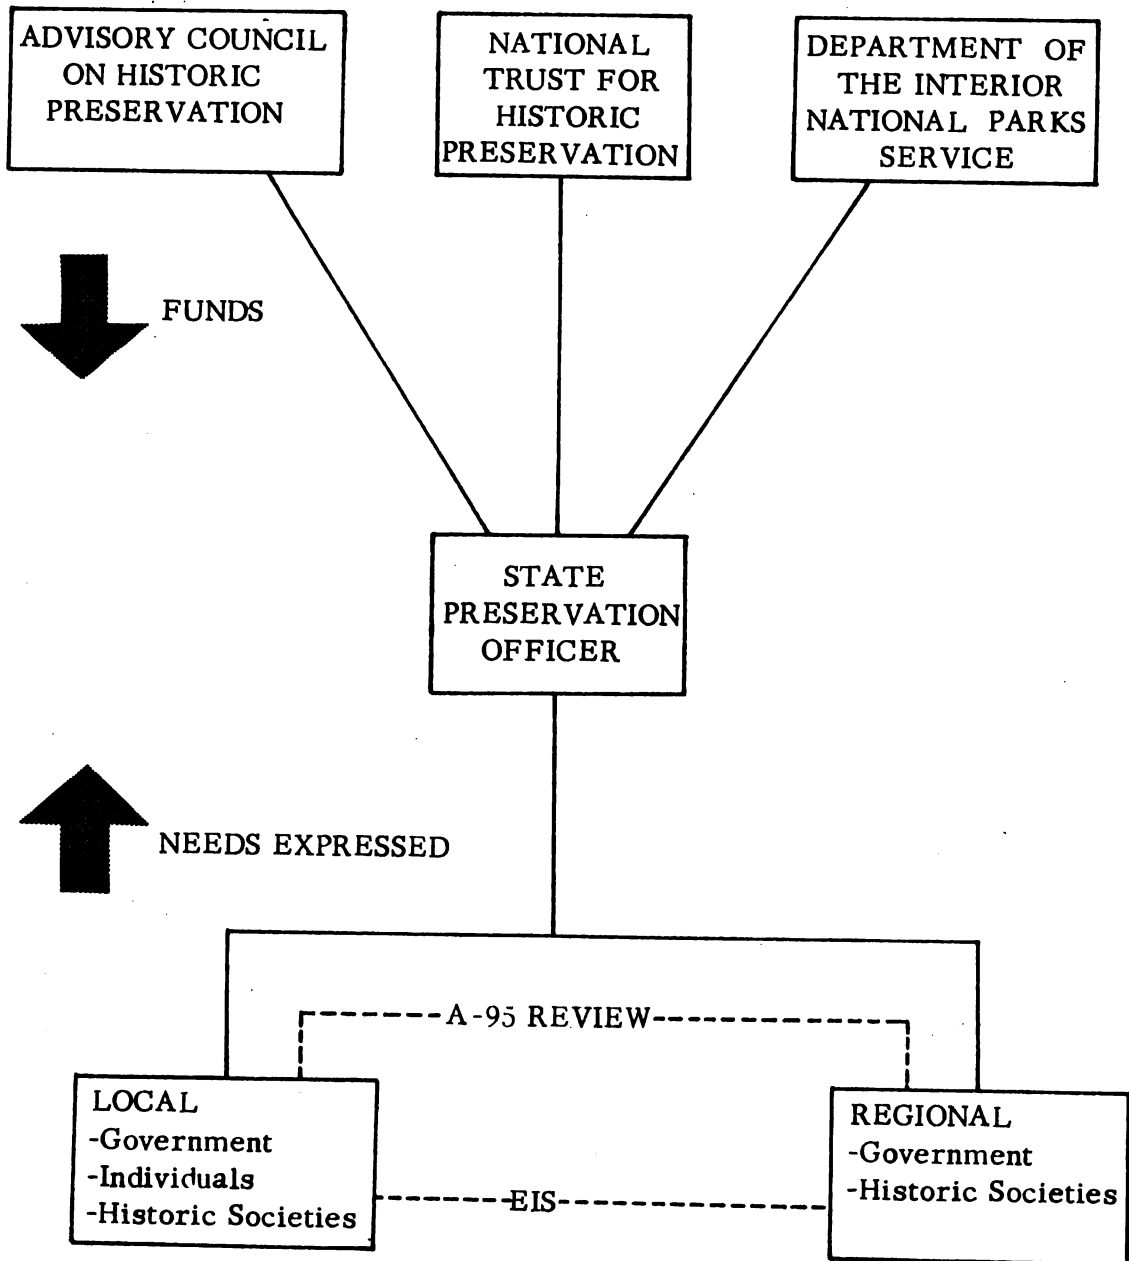 ADVISORY COUNCIL
ON HISTORIC
PRESERVATION
NATIONAL
TRUST FOR
HISTORIC
PRESERVATION
DEPARTMENT OF
THE INTERIOR
NATIONAL PARKS
SERVICE
FUNDS
STATE
PRESERVATION
OFFICER
NEEDS EXPRESSED
A-95 REVIEW
LOCAL
-Government
-Individuals
-Historic Societies
REGIONAL
-Government
-Historic Societies
EIS